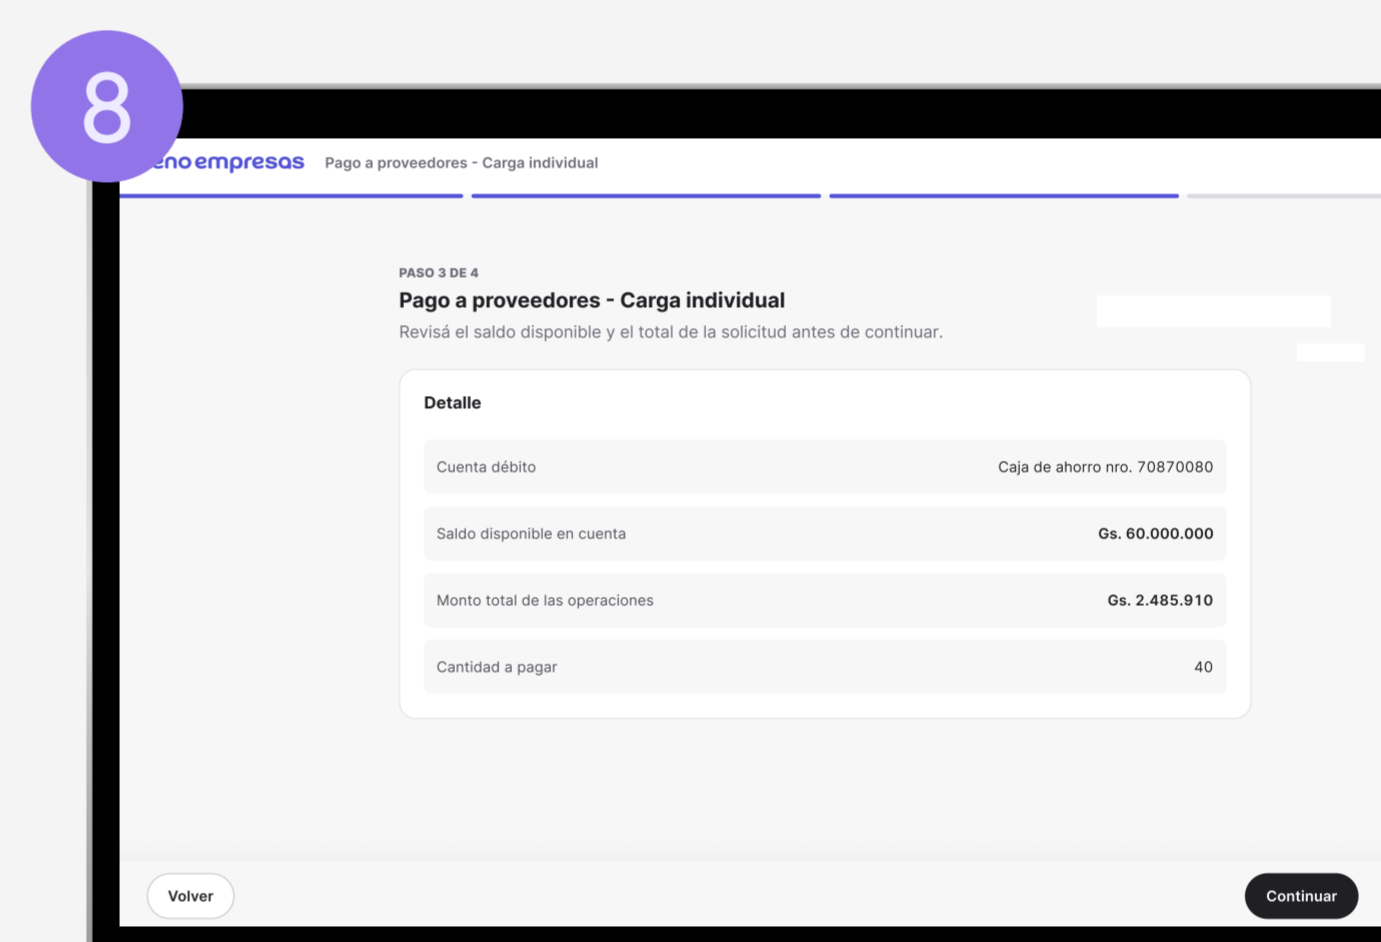 8
empresas
Pago a proveedores - Carga individual
PASO 3 DE 4
Pago a proveedores - Carga individual
Revisá el saldo disponible y el total de la solicitud antes de continuar.
Detalle
Cuenta débito Caja de ahorro nro. 70870080
Saldo disponible en cuenta Gs. 60.000.000
Monto total de las operaciones Gs. 2.485.910
Cantidad a pagar 40
Volver Continuar